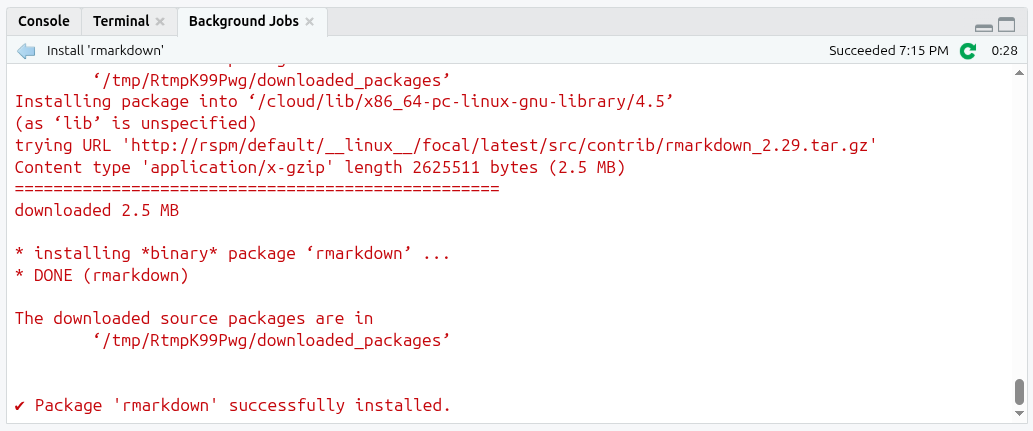 Console Terminal Background Jobs
Install 'rmarkdown' Succeeded 7:15 PM 0:28
‘/tmp/RtmpK99Pwg/downloaded_packages’
Installing package into ‘/cloud/lib/x86_64-pc-linux-gnu-library/4.5’
(as ‘lib’ is unspecified)
trying URL 'http://rspm/default/__linux__/focal/latest/src/contrib/rmarkdown_2.29.tar.gz'
Content type 'application/x-gzip' length 2625511 bytes (2.5 MB)
==================================================
downloaded 2.5 MB
* installing *binary* package ‘rmarkdown’ ...
* DONE (rmarkdown)
The downloaded source packages are in
‘/tmp/RtmpK99Pwg/downloaded_packages’
✔ Package 'rmarkdown' successfully installed.